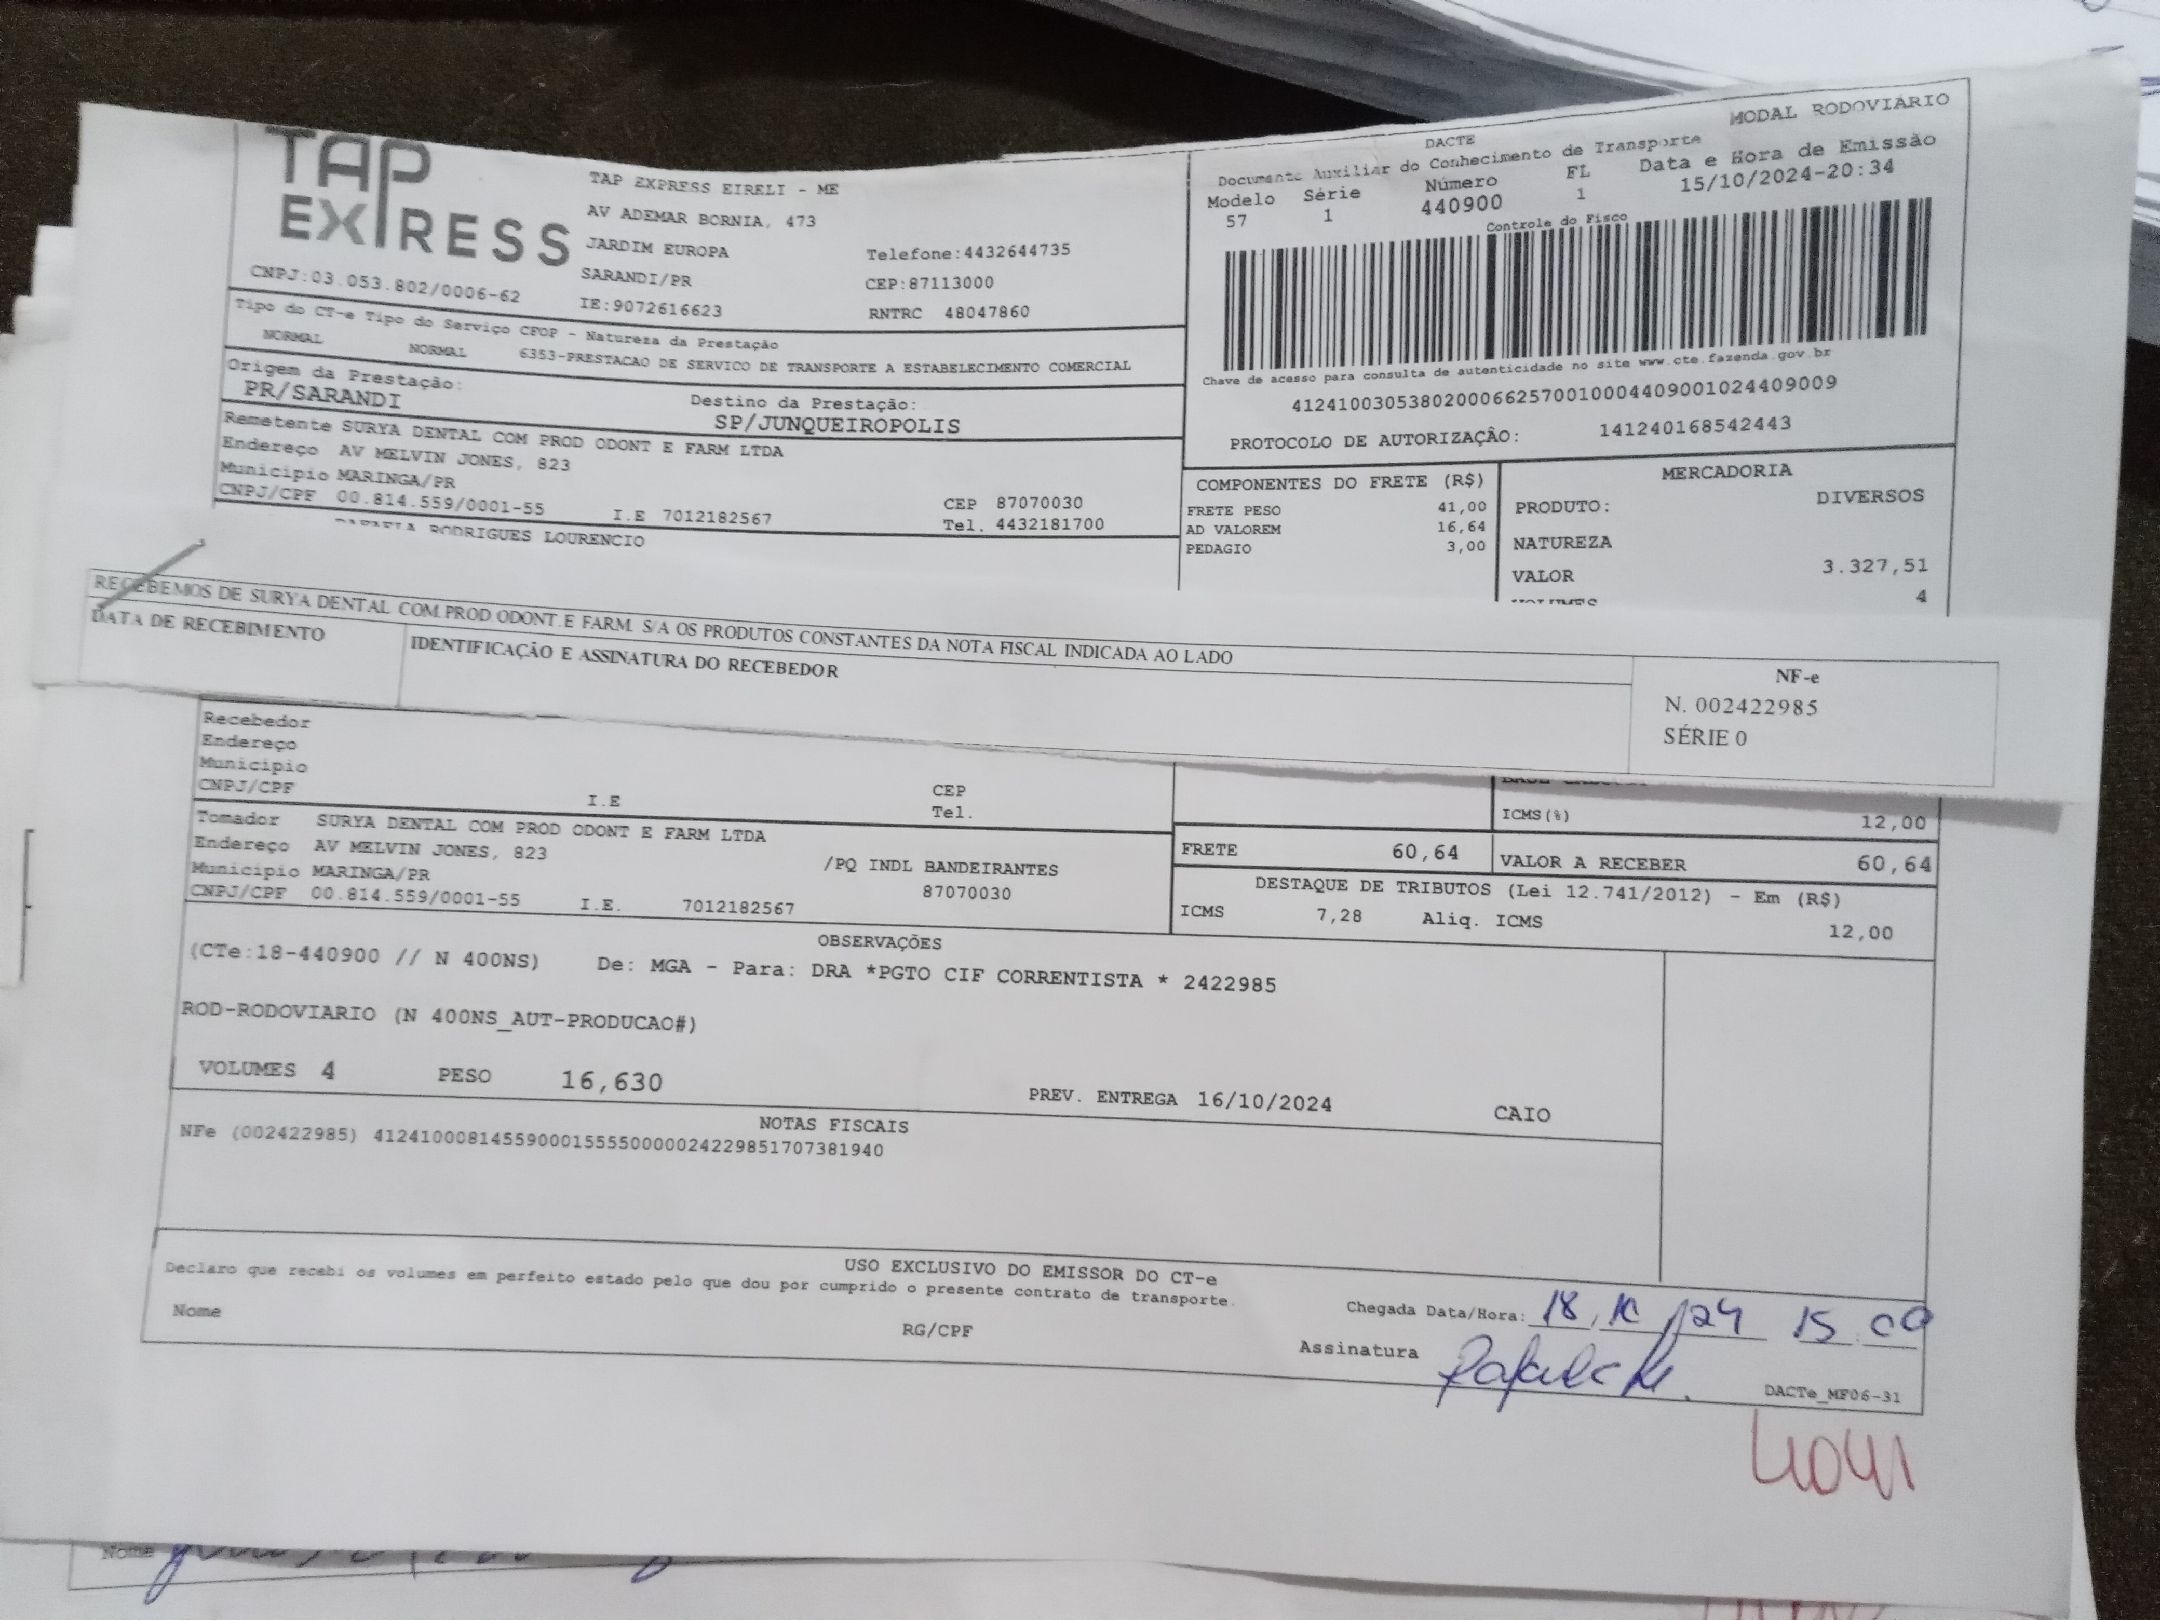 TAP
EXPRESS
CNPJ:03.053.802/0006-62
TAP EXPRESS EIRELI - ME
AV ADEMAR BORNIA, 473
JARDIM EUROPA
SARANDI/PR
IE:9072616623
Telefone:4432644735
CEP:87113000
RNTRC 48047860
MODAL RODOVIÁRIO
DACTE
Documento Auxiliar do Conhecimento de Transporte
Modelo Série Número FL Data e Hora de Emissão
57 1 440900 1 15/10/2024-20:34
Controle do Fisco
Chave de acesso para consulta de autenticidade no site www.cte.fazenda.gov.br
41241003053802000662570010004409001024409009
PROTOCOLO DE AUTORIZAÇÃO: 141240168542443
Tipo do CT-e Tipo do Serviço CFOP - Natureza da Prestação
NORMAL NORMAL 6353-PRESTACAO DE SERVICO DE TRANSPORTE A ESTABELECIMENTO COMERCIAL
Origem da Prestação: Destino da Prestação:
PR/SARANDI SP/JUNQUEIROPOLIS
Remetente SURYA DENTAL COM PROD ODONT E FARM LTDA
Endereço AV MELVIN JONES, 823
Municipio MARINGA/PR CEP 87070030
CNPJ/CPF 00.814.559/0001-55 I.E 7012182567 Tel. 4432181700
RODRIGUES LOURENCIO
COMPONENTES DO FRETE (R$)
FRETE PESO 41,00
AD VALOREM 16,64
PEDAGIO 3,00
MERCADORIA
PRODUTO: DIVERSOS
NATUREZA
VALOR 3.327,51
4
RECEBEMOS DE SURYA DENTAL COM.PROD.ODONT.E FARM. S/A OS PRODUTOS CONSTANTES DA NOTA FISCAL INDICADA AO LADO
DATA DE RECEBIMENTO
IDENTIFICAÇÃO E ASSINATURA DO RECEBEDOR
NF-e
N. 002422985
SÉRIE 0
Recebedor
Endereço
Municipio CEP
CNPJ/CPF I.E Tel.
ICMS(%) 12,00
Tomador SURYA DENTAL COM PROD ODONT E FARM LTDA
Endereço AV MELVIN JONES, 823 /PQ INDL BANDEIRANTES
Municipio MARINGA/PR 87070030
CNPJ/CPF 00.814.559/0001-55 I.E. 7012182567
FRETE 60,64 VALOR A RECEBER 60,64
DESTAQUE DE TRIBUTOS (Lei 12.741/2012) - Em (R$)
ICMS 7,28 Aliq. ICMS 12,00
OBSERVAÇÕES
(CTe:18-440900 // N 400NS) De: MGA - Para: DRA *PGTO CIF CORRENTISTA * 2422985
ROD-RODOVIARIO (N 400NS_AUT-PRODUCAO#)
VOLUMES 4 PESO 16,630 PREV. ENTREGA 16/10/2024 CAIO
NOTAS FISCAIS
NFe (002422985) 41241000814559000155550000024229851707381940
USO EXCLUSIVO DO EMISSOR DO CT-e
Declaro que recebi os volumes em perfeito estado pelo que dou por cumprido o presente contrato de transporte.
Nome RG/CPF
Chegada Data/Hora: 18/10/24 15:00
Assinatura
DACTe_MF06-31
4041
Nome